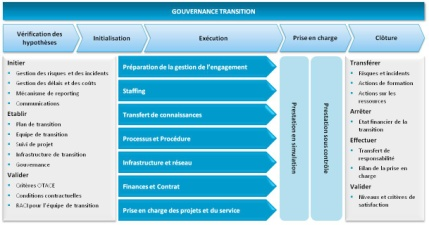 GOUVERNANCE TRANSITION
Vérification des
hypothèses
Initialisation
Exécution
Prise en charge
Clôture
Initier
Gestion des risques et des incidents
Gestion des délais et des coûts
Mécanisme de reporting
Communications
Etablir
Plan de transition
Equipe de transition
Suivi de projet
Infrastructure de transition
Gouvernance
Valider
Critères OTACE
Conditions contractuelles
RACI pour l'équipe de transition
Préparation de la gestion de l'engagement
Staffing
Transfert de connaissances
Processus et Procédure
Infrastructure et réseau
Finances et Contrat
Prise en charge des projets et du service
Prestation en simulation
Prestation sous contrôle
Transférer
Risques et incidents
Actions de formation
Actions sur les
ressources
Arrêter
Etat financier de la
transition
Effectuer
Transfert de
responsabilité
Bilan de la prise en
charge
Valider
Niveaux et critères de
satisfaction